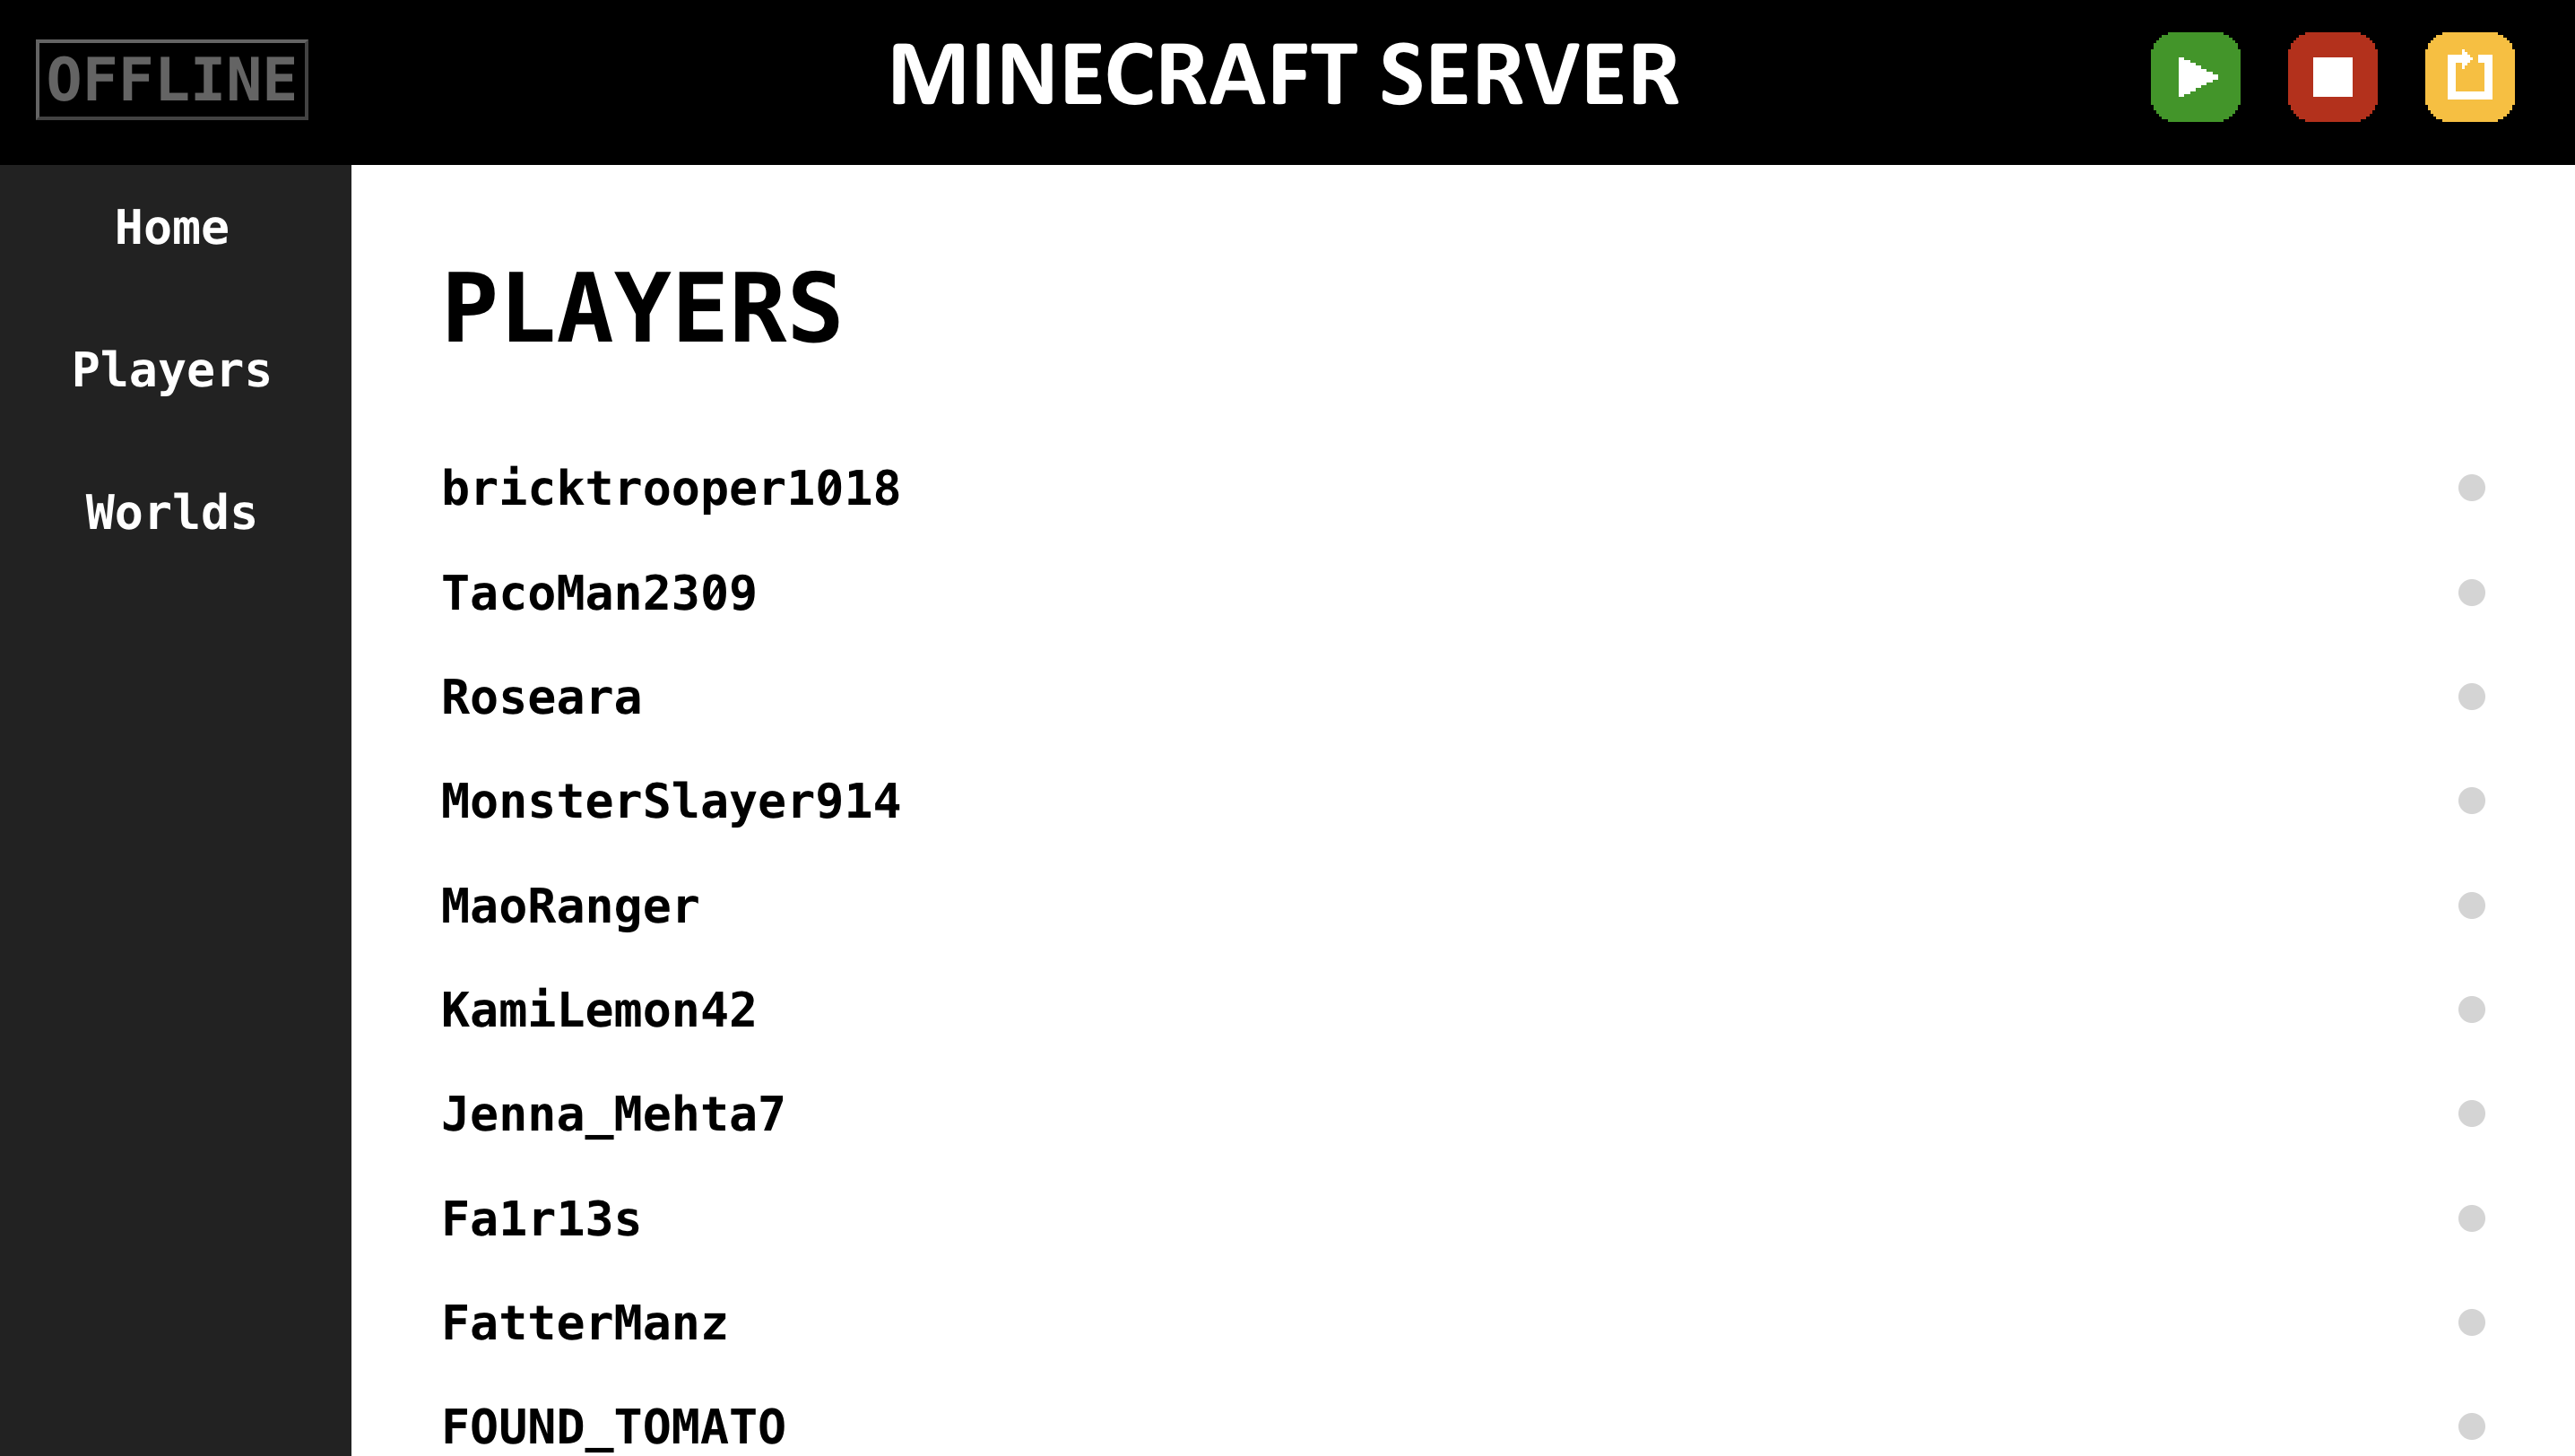 OFFLINE
MINECRAFT SERVER
Home
Players
Worlds
PLAYERS
bricktrooper1018
TacoMan2309
Roseara
MonsterSlayer914
MaoRanger
KamiLemon42
Jenna_Mehta7
Fa1r13s
FatterManz
FOUND_TOMATO